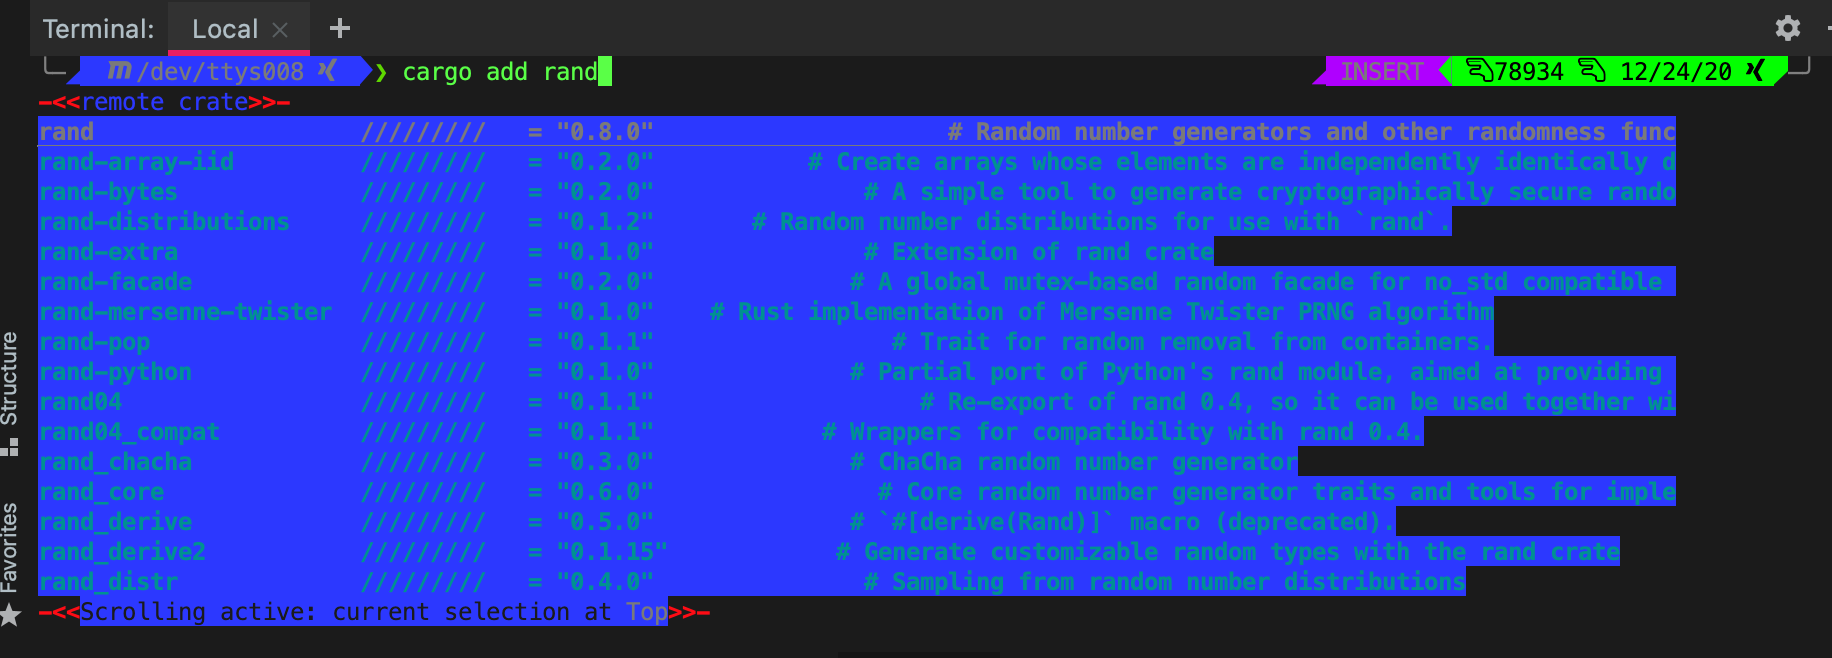 Terminal: Local × +
m/dev/ttys008 ❯ cargo add rand INSERT 78934 12/24/20
-<<remote crate>>-
rand ///////// = "0.8.0" # Random number generators and other randomness func
rand-array-iid ///////// = "0.2.0" # Create arrays whose elements are independently identically d
rand-bytes ///////// = "0.2.0" # A simple tool to generate cryptographically secure rando
rand-distributions ///////// = "0.1.2" # Random number distributions for use with `rand`.
rand-extra ///////// = "0.1.0" # Extension of rand crate
rand-facade ///////// = "0.2.0" # A global mutex-based random facade for no_std compatible
rand-mersenne-twister ///////// = "0.1.0" # Rust implementation of Mersenne Twister PRNG algorithm
rand-pop ///////// = "0.1.1" # Trait for random removal from containers.
rand-python ///////// = "0.1.0" # Partial port of Python's rand module, aimed at providing
rand04 ///////// = "0.1.1" # Re-export of rand 0.4, so it can be used together wi
rand04_compat ///////// = "0.1.1" # Wrappers for compatibility with rand 0.4.
rand_chacha ///////// = "0.3.0" # ChaCha random number generator
rand_core ///////// = "0.6.0" # Core random number generator traits and tools for imple
rand_derive ///////// = "0.5.0" # `#[derive(Rand)]` macro (deprecated).
rand_derive2 ///////// = "0.1.15" # Generate customizable random types with the rand crate
rand_distr ///////// = "0.4.0" # Sampling from random number distributions
-<<Scrolling active: current selection at Top>>-
Structure
Favorites